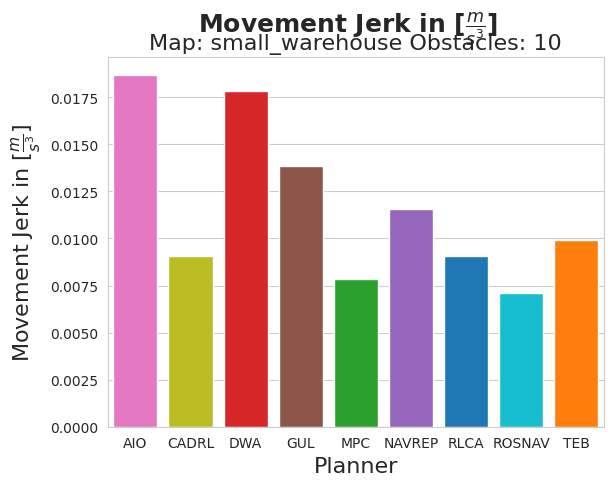 Movement Jerk in [m/s³]
Map: small_warehouse Obstacles: 10
Movement Jerk in [m/s³]
0.0175
0.0150
0.0125
0.0100
0.0075
0.0050
0.0025
0.0000
AIO CADRL DWA GUL MPC NAVREP RLCA ROSNAV TEB
Planner